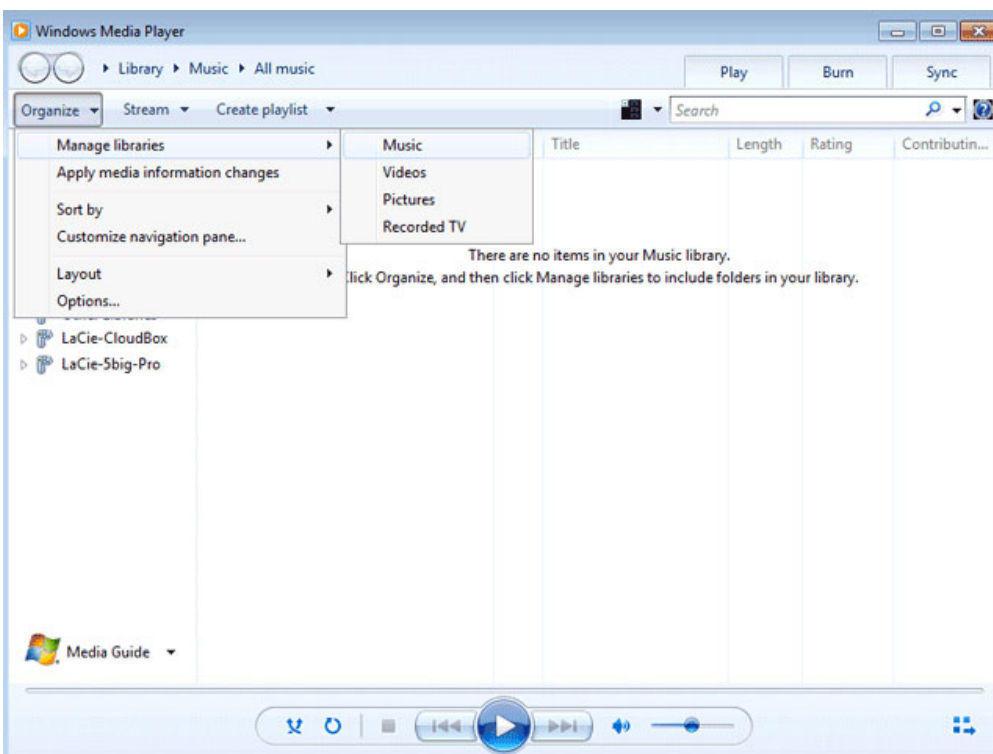 Windows Media Player
Library Music All music
Play Burn Sync
Organize Stream Create playlist Search
Manage libraries
Apply media information changes
Sort by
Customize navigation pane...
Layout
Options...
Music
Videos
Pictures
Recorded TV
Title Length Rating Contributin...
There are no items in your Music library.
lick Organize, and then click Manage libraries to include folders in your library.
LaCie-CloudBox
LaCie-5big-Pro
Media Guide